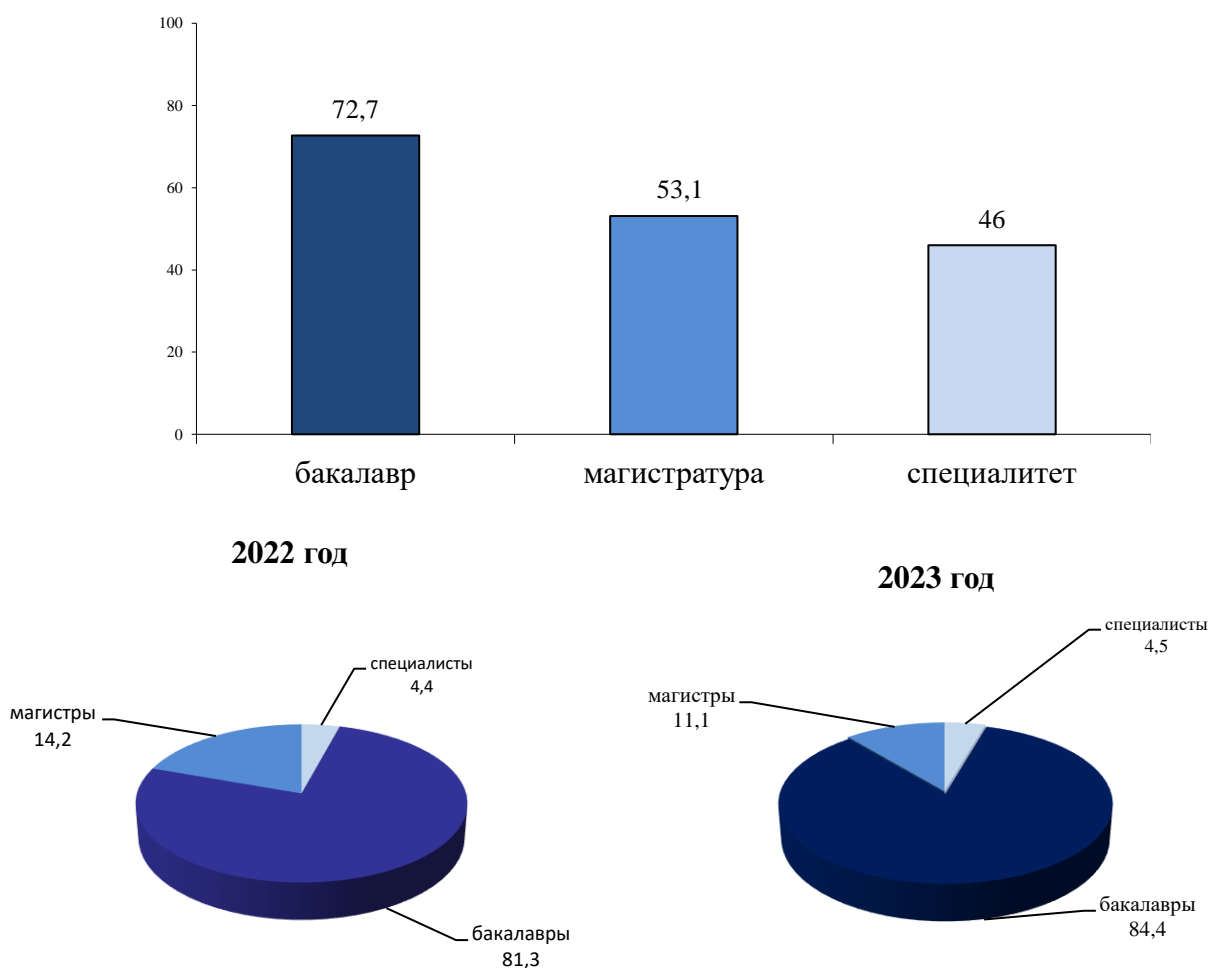 100
80
60
40
20
0
72,7
53,1
46
бакалавр
магистратура
специалитет
2022 год
специалисты
4,4
магистры
14,2
бакалавры
81,3
2023 год
специалисты
4,5
магистры
11,1
бакалавры
84,4